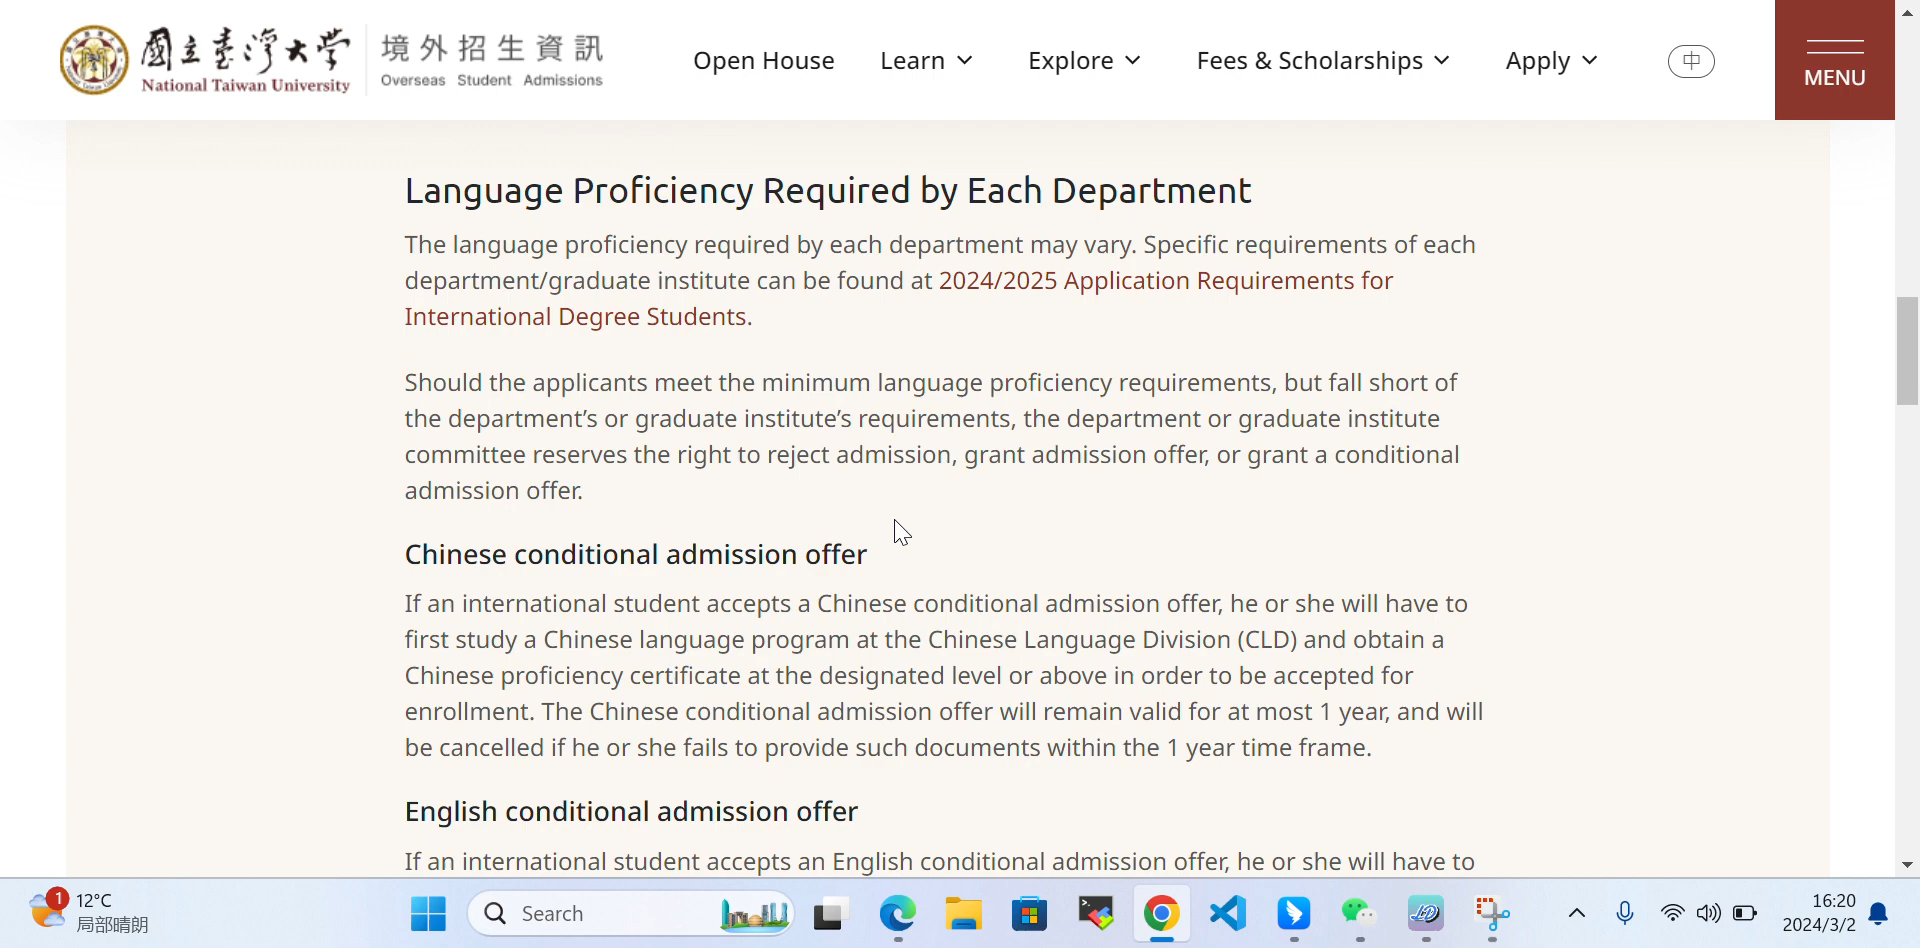 國立臺灣大學
National Taiwan University
境外招生資訊
Overseas Student Admissions
Open House
Learn
Explore
Fees & Scholarships
Apply
中
MENU
Language Proficiency Required by Each Department
The language proficiency required by each department may vary. Specific requirements of each
department/graduate institute can be found at 2024/2025 Application Requirements for
International Degree Students.
Should the applicants meet the minimum language proficiency requirements, but fall short of
the department’s or graduate institute’s requirements, the department or graduate institute
committee reserves the right to reject admission, grant admission offer, or grant a conditional
admission offer.
Chinese conditional admission offer
If an international student accepts a Chinese conditional admission offer, he or she will have to
first study a Chinese language program at the Chinese Language Division (CLD) and obtain a
Chinese proficiency certificate at the designated level or above in order to be accepted for
enrollment. The Chinese conditional admission offer will remain valid for at most 1 year, and will
be cancelled if he or she fails to provide such documents within the 1 year time frame.
English conditional admission offer
If an international student accepts an English conditional admission offer, he or she will have to
1
12°C
局部晴朗
Search
16:20
2024/3/2